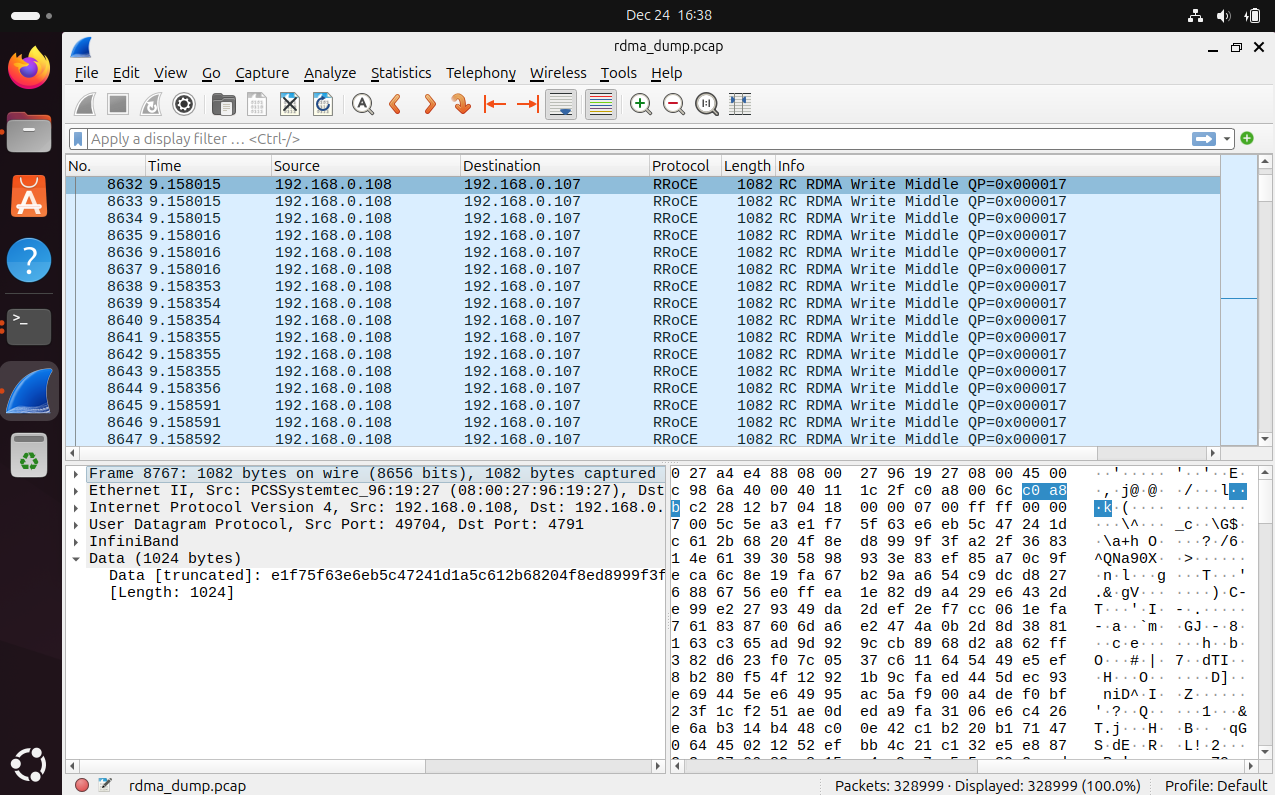 Dec 24 16:38
rdma_dump.pcap
File Edit View Go Capture Analyze Statistics Telephony Wireless Tools Help
Apply a display filter … <Ctrl-/>
No. Time Source Destination Protocol Length Info
8632 9.158015 192.168.0.108 192.168.0.107 RRoCE 1082 RC RDMA Write Middle QP=0x000017
8633 9.158015 192.168.0.108 192.168.0.107 RRoCE 1082 RC RDMA Write Middle QP=0x000017
8634 9.158015 192.168.0.108 192.168.0.107 RRoCE 1082 RC RDMA Write Middle QP=0x000017
8635 9.158016 192.168.0.108 192.168.0.107 RRoCE 1082 RC RDMA Write Middle QP=0x000017
8636 9.158016 192.168.0.108 192.168.0.107 RRoCE 1082 RC RDMA Write Middle QP=0x000017
8637 9.158016 192.168.0.108 192.168.0.107 RRoCE 1082 RC RDMA Write Middle QP=0x000017
8638 9.158353 192.168.0.108 192.168.0.107 RRoCE 1082 RC RDMA Write Middle QP=0x000017
8639 9.158354 192.168.0.108 192.168.0.107 RRoCE 1082 RC RDMA Write Middle QP=0x000017
8640 9.158354 192.168.0.108 192.168.0.107 RRoCE 1082 RC RDMA Write Middle QP=0x000017
8641 9.158355 192.168.0.108 192.168.0.107 RRoCE 1082 RC RDMA Write Middle QP=0x000017
8642 9.158355 192.168.0.108 192.168.0.107 RRoCE 1082 RC RDMA Write Middle QP=0x000017
8643 9.158355 192.168.0.108 192.168.0.107 RRoCE 1082 RC RDMA Write Middle QP=0x000017
8644 9.158356 192.168.0.108 192.168.0.107 RRoCE 1082 RC RDMA Write Middle QP=0x000017
8645 9.158591 192.168.0.108 192.168.0.107 RRoCE 1082 RC RDMA Write Middle QP=0x000017
8646 9.158591 192.168.0.108 192.168.0.107 RRoCE 1082 RC RDMA Write Middle QP=0x000017
8647 9.158592 192.168.0.108 192.168.0.107 RRoCE 1082 RC RDMA Write Middle QP=0x000017
Frame 8767: 1082 bytes on wire (8656 bits), 1082 bytes captured
Ethernet II, Src: PCSSystemtec_96:19:27 (08:00:27:96:19:27), Dst
Internet Protocol Version 4, Src: 192.168.0.108, Dst: 192.168.0.
User Datagram Protocol, Src Port: 49704, Dst Port: 4791
InfiniBand
Data (1024 bytes)
Data [truncated]: e1f75f63e6eb5c47241d1a5c612b68204f8ed8999f3f
[Length: 1024]
0 27 a4 e4 88 08 00 27 96 19 27 08 00 45 00 ··'·····'··'··E·
c 98 6a 40 00 40 11 1c 2f c0 a8 00 6c c0 a8 ·,·j@·@··/···l··
b c2 28 12 b7 04 18 00 00 07 00 ff ff 00 00 ·k·(············
7 00 5c 5e a3 e1 f7 5f 63 e6 eb 5c 47 24 1d ···\^···_c··\G$·
c 61 2b 68 20 4f 8e d8 99 9f 3f a2 2f 36 83 ·\a+h O····?·/6·
1 4e 61 39 30 58 98 93 3e 83 ef 85 a7 0c 9f ^QNa90X··>······
e ca 6c 8e 19 fa 67 b2 9a a6 54 c9 dc d8 27 ·n·l···g···T···'
6 88 67 56 e0 ff ea 1e 82 d9 a4 29 e6 43 2d .&·gV······)·C-
e 99 e2 27 93 49 da 2d ef 2e f7 cc 06 1e fa T··'·I·-·.······
7 61 83 87 60 6d a6 e2 47 4a 0b 2d 8d 38 81 -a··`m··GJ·-·8·
1 63 c3 65 ad 9d 92 9c cb 89 68 d2 a8 62 ff ··c·e······h··b·
3 82 d6 23 f0 7c 05 37 c6 11 64 54 49 e5 ef O···#·|·7··dTI··
8 b2 80 f5 4f 12 92 1b 9c fa ed 44 5d ec 93 ·H···O·····D]··
e 69 44 5e e6 49 95 ac 5a f9 00 a4 de f0 bf ·niD^·I··Z······
2 3f 1c f2 51 ae 0d ed a9 fa 31 06 e6 c4 26 '·?··Q·····1···&
e 6a b3 14 b4 48 c0 0e 42 c1 b2 20 b1 71 47 T.j···H··B·· ·qG
0 64 45 02 12 52 ef bb 4c 21 c1 32 e5 e8 87 S·dE··R··L!·2···
rdma_dump.pcap
Packets: 328999 · Displayed: 328999 (100.0%)
Profile: Default